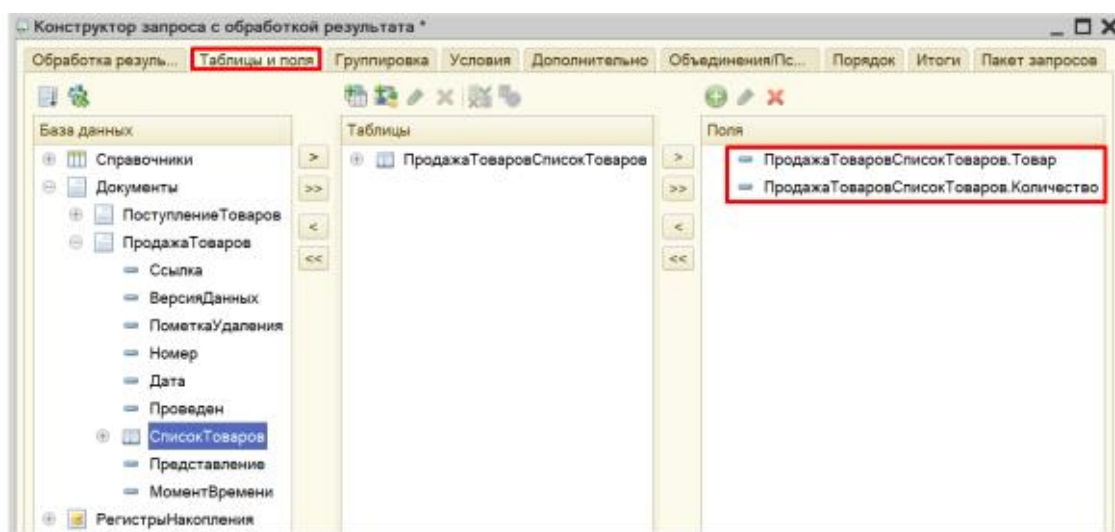 Конструктор запроса с обработкой результата *
Обработка резуль... Таблицы и поля Группировка Условия Дополнительно Объединения/Пс... Порядок Итоги Пакет запросов
База данных
Таблицы
Поля
Справочники
Документы
ПоступлениеТоваров
ПродажаТоваров
Ссылка
ВерсияДанных
ПометкаУдаления
Номер
Дата
Проведен
СписокТоваров
Представление
МоментВремени
РегистрыНакопления
>
>>
<
<<
ПродажаТоваровСписокТоваров
>
>>
<
<<
ПродажаТоваровСписокТоваров.Товар
ПродажаТоваровСписокТоваров.Количество